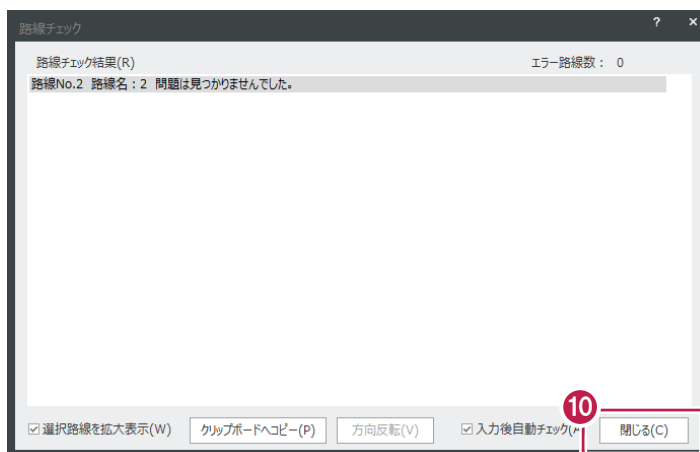 路線チェック ? ×
路線チェック結果(R) エラー路線数： 0
路線No.2 路線名：2 問題は見つかりませんでした。
10
選択路線を拡大表示(W) クリップボードへコピー(P) 方向反転(V) 入力後自動チェック(A 閉じる(C)